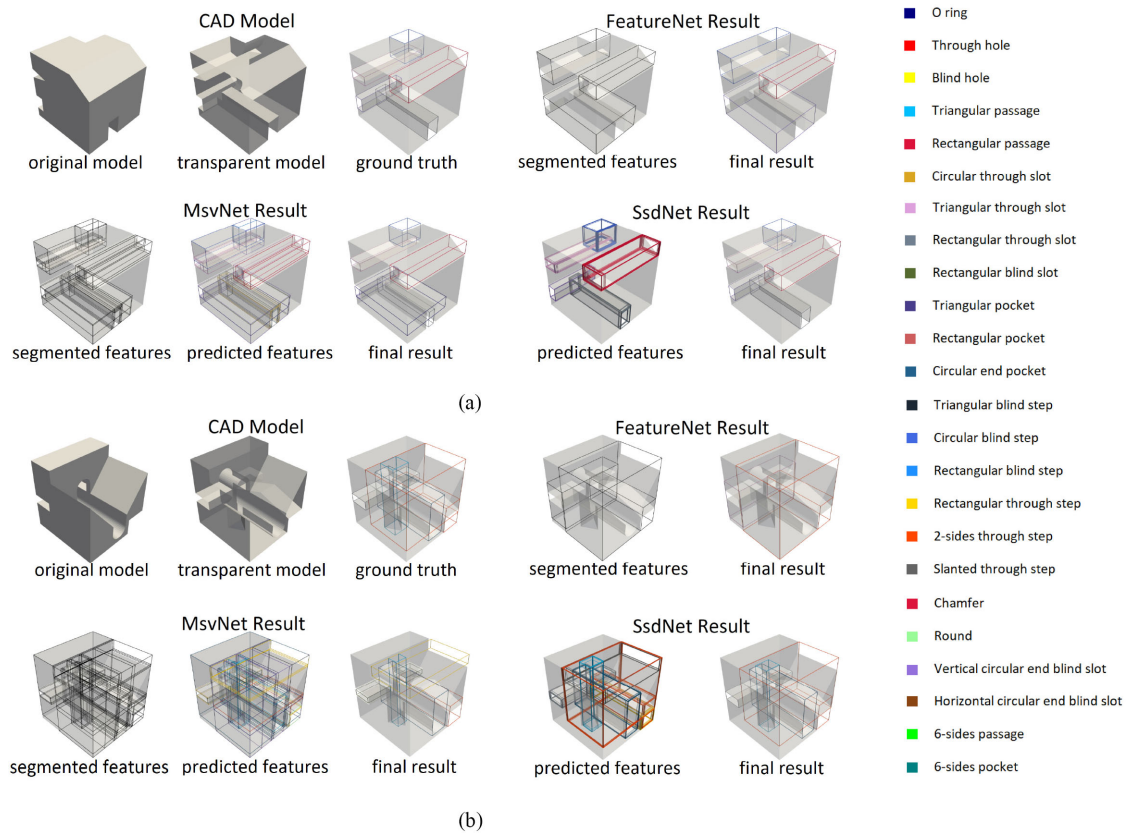 CAD Model
FeatureNet Result
original model
transparent model
ground truth
segmented features
final result
MsvNet Result
SsdNet Result
segmented features
predicted features
final result
predicted features
final result
(a)
CAD Model
FeatureNet Result
original model
transparent model
ground truth
segmented features
final result
MsvNet Result
SsdNet Result
segmented features
predicted features
final result
predicted features
final result
(b)
O ring
Through hole
Blind hole
Triangular passage
Rectangular passage
Circular through slot
Triangular through slot
Rectangular through slot
Rectangular blind slot
Triangular pocket
Rectangular pocket
Circular end pocket
Triangular blind step
Circular blind step
Rectangular blind step
Rectangular through step
2-sides through step
Slanted through step
Chamfer
Round
Vertical circular end blind slot
Horizontal circular end blind slot
6-sides passage
6-sides pocket